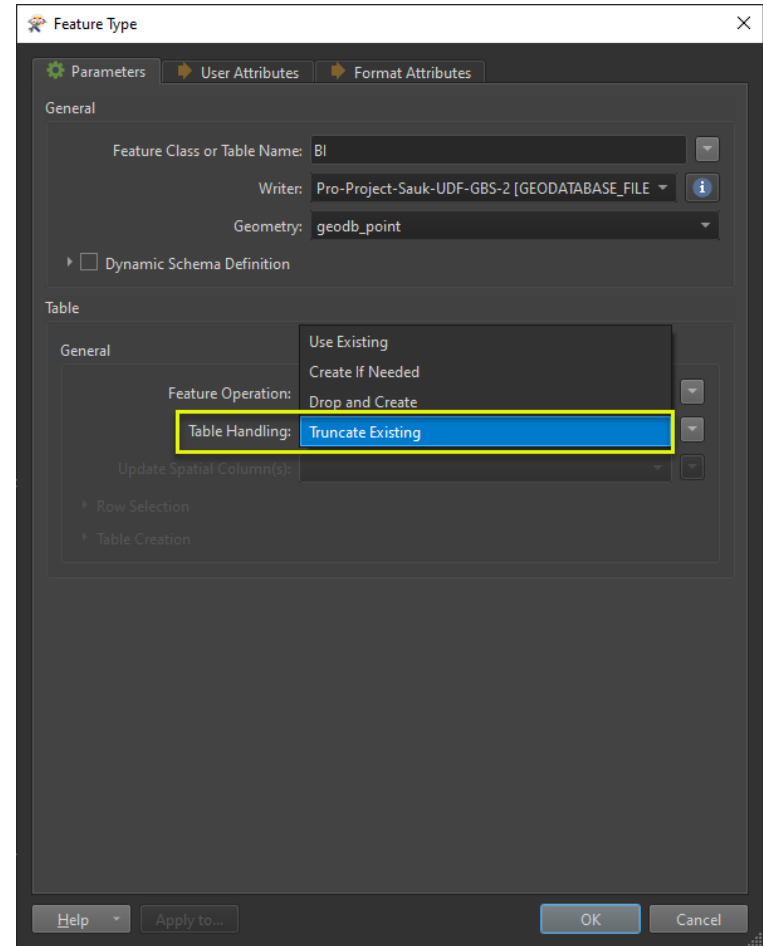 Feature Type
Parameters User Attributes Format Attributes
General
Feature Class or Table Name: BI
Writer: Pro-Project-Sauk-UDF-GBS-2 [GEODATABASE_FILE
Geometry: geodb_point
Dynamic Schema Definition
Table
General
Use Existing
Create If Needed
Feature Operation:
Drop and Create
Table Handling: Truncate Existing
Update Spatial Column(s):
Row Selection
Table Creation
Help Apply to... OK Cancel